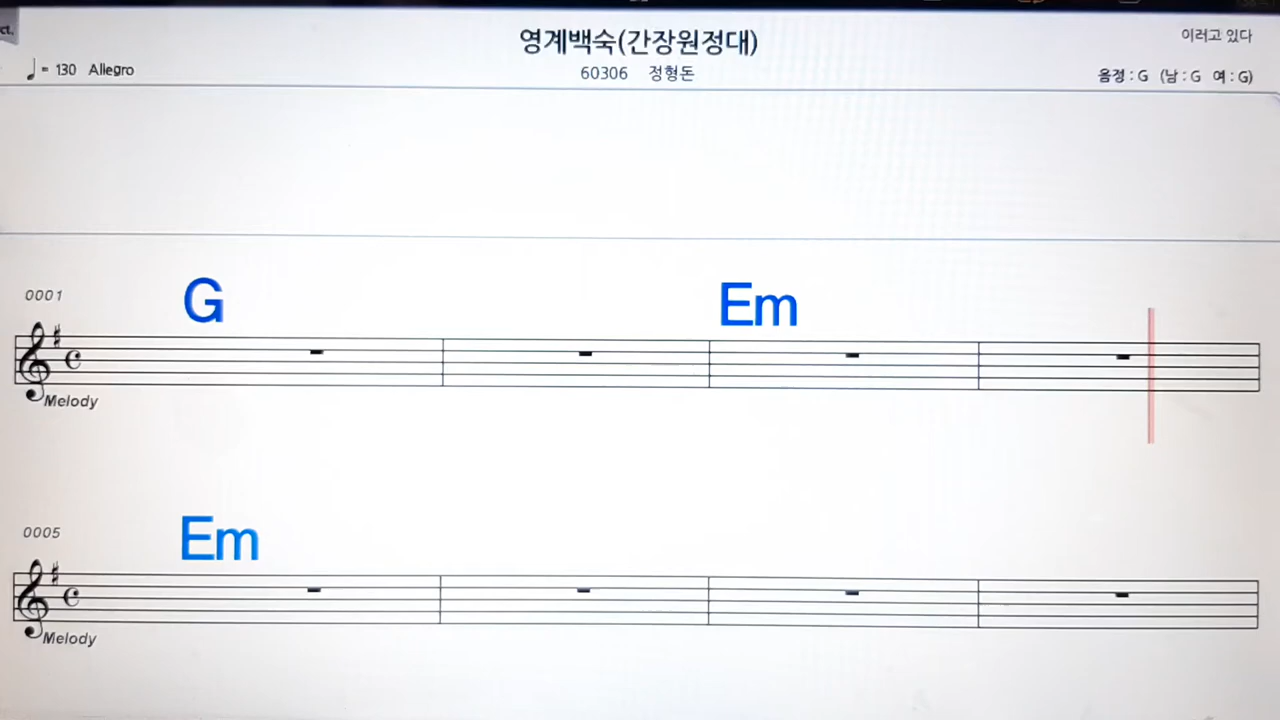 ct.
영계백숙(간장원정대)
이러고 있다
♩= 130 Allegro
60306 정형돈
음정 : G (남 : G 여 : G)
0001
G Em
Melody
0005
Em
Melody